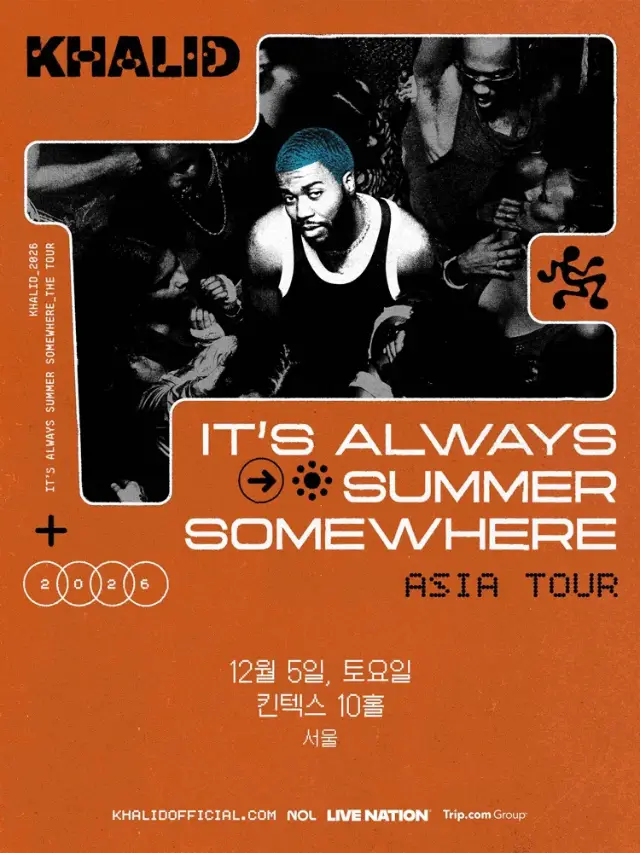 KHALID
KHALID_2026
IT'S ALWAYS SUMMER SOMEWHERE_THE TOUR
IT'S ALWAYS
SUMMER
SOMEWHERE
2026
ASIA TOUR
12월 5일, 토요일
킨텍스 10홀
서울
KHALIDOFFICIAL.COM NOL LIVE NATION Trip.com Group